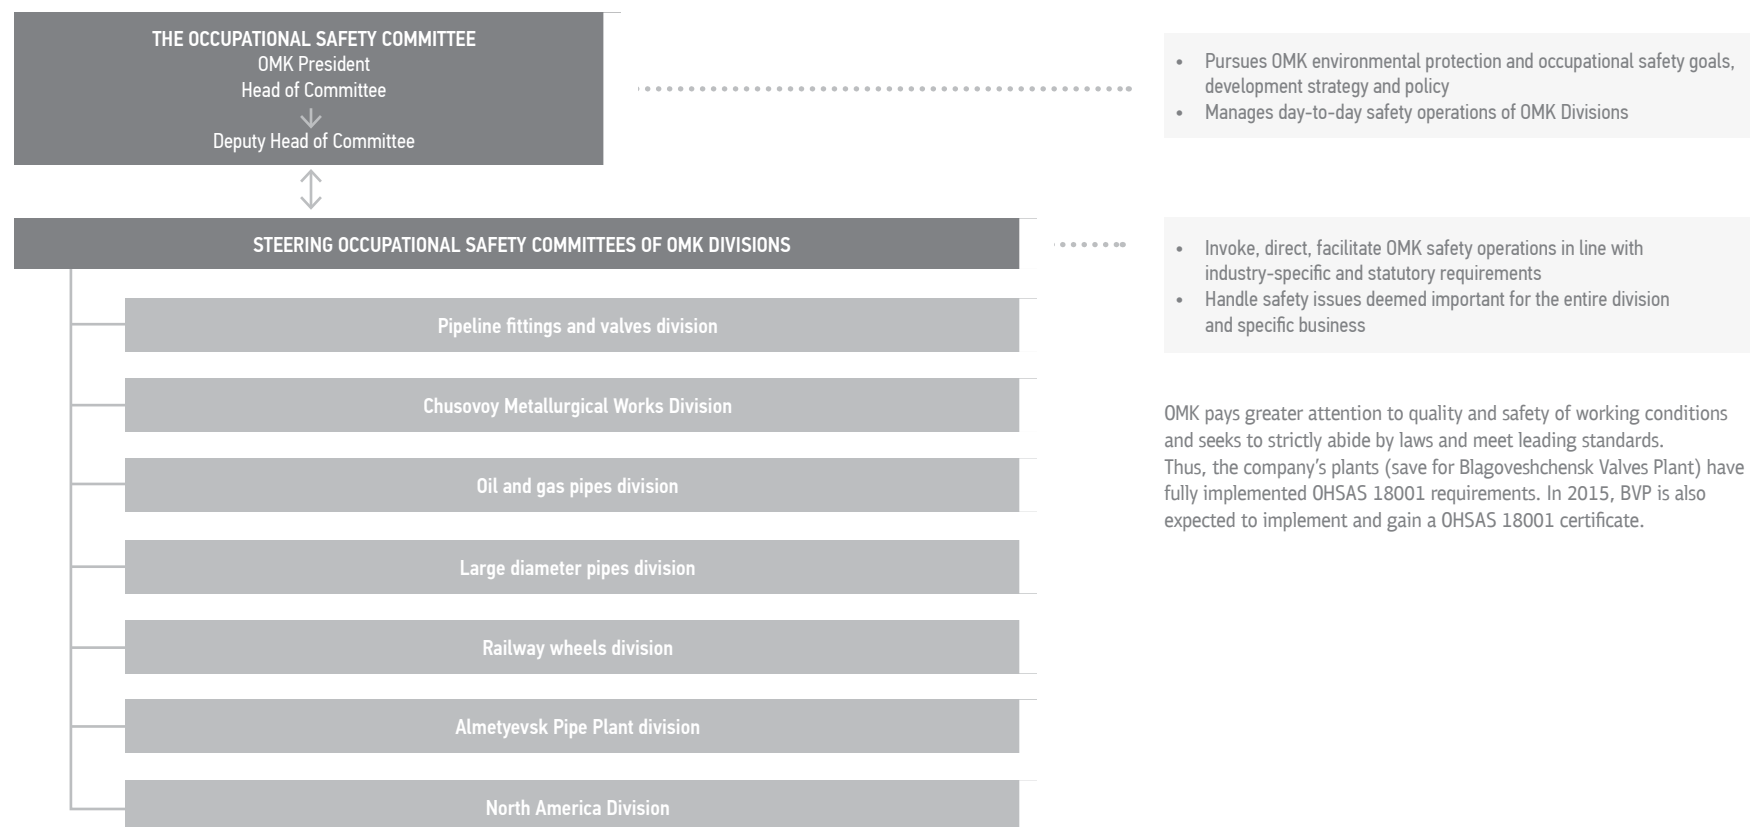 THE OCCUPATIONAL SAFETY COMMITTEE
OMK President
Head of Committee
Deputy Head of Committee
• Pursues OMK environmental protection and occupational safety goals,
development strategy and policy
• Manages day-to-day safety operations of OMK Divisions
STEERING OCCUPATIONAL SAFETY COMMITTEES OF OMK DIVISIONS
• Invoke, direct, facilitate OMK safety operations in line with
industry-specific and statutory requirements
• Handle safety issues deemed important for the entire division
and specific business
Pipeline fittings and valves division
Chusovoy Metallurgical Works Division
Oil and gas pipes division
Large diameter pipes division
Railway wheels division
Almetyevsk Pipe Plant division
North America Division
OMK pays greater attention to quality and safety of working conditions
and seeks to strictly abide by laws and meet leading standards.
Thus, the company's plants (save for Blagoveshchensk Valves Plant) have
fully implemented OHSAS 18001 requirements. In 2015, BVP is also
expected to implement and gain a OHSAS 18001 certificate.